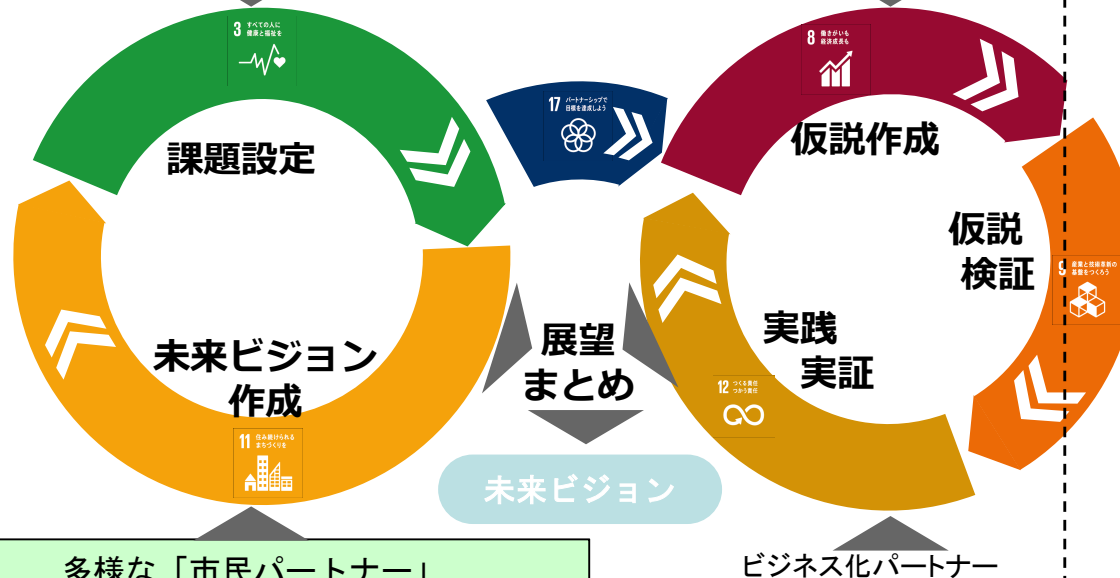 3 すべての人に
健康と福祉を
課題設定
17 パートナーシップで
目標を達成しよう
8 働きがいも
経済成長も
仮説作成
仮説
検証
9 産業と技術革新の
基盤をつくろう
未来ビジョン
作成
11 住み続けられる
まちづくりを
展望
まとめ
実践
実証
12 つくる責任
つかう責任
未来ビジョン
多様な「市民パートナー」
ビジネス化パートナー